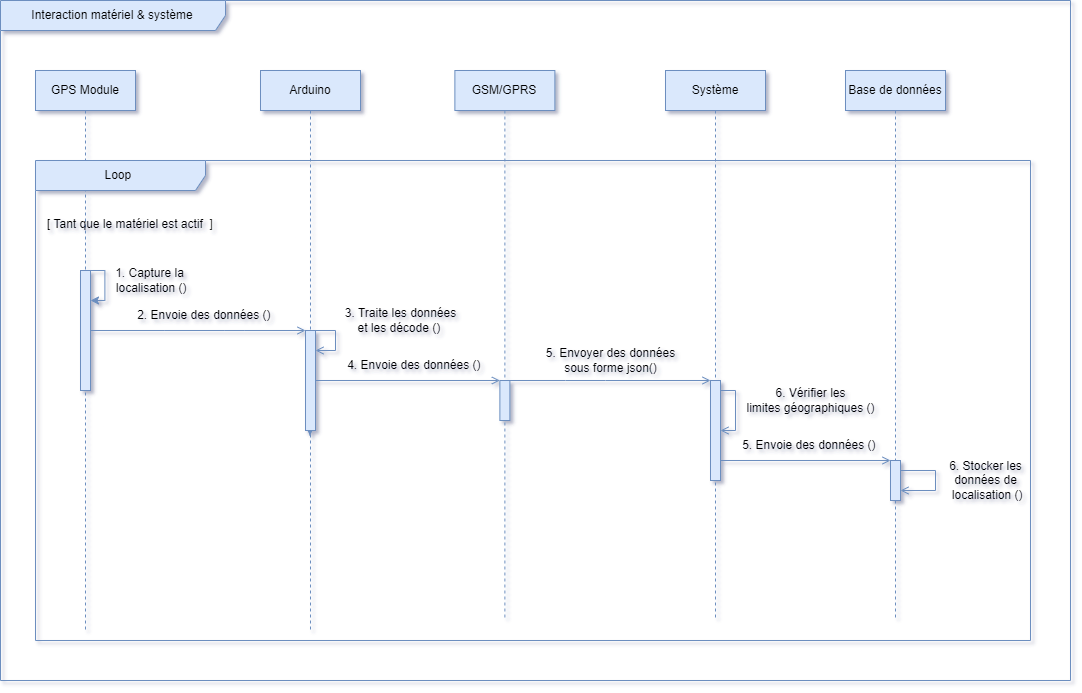 Interaction matériel & système
GPS Module
Arduino
GSM/GPRS
Système
Base de données
Loop
[ Tant que le matériel est actif  ]
1. Capture la
localisation ()
2. Envoie des données ()
3. Traite les données
et les décode ()
4. Envoie des données ()
5. Envoyer des données
sous forme json()
6. Vérifier les
limites géographiques ()
5. Envoie des données ()
6. Stocker les
données de
localisation ()